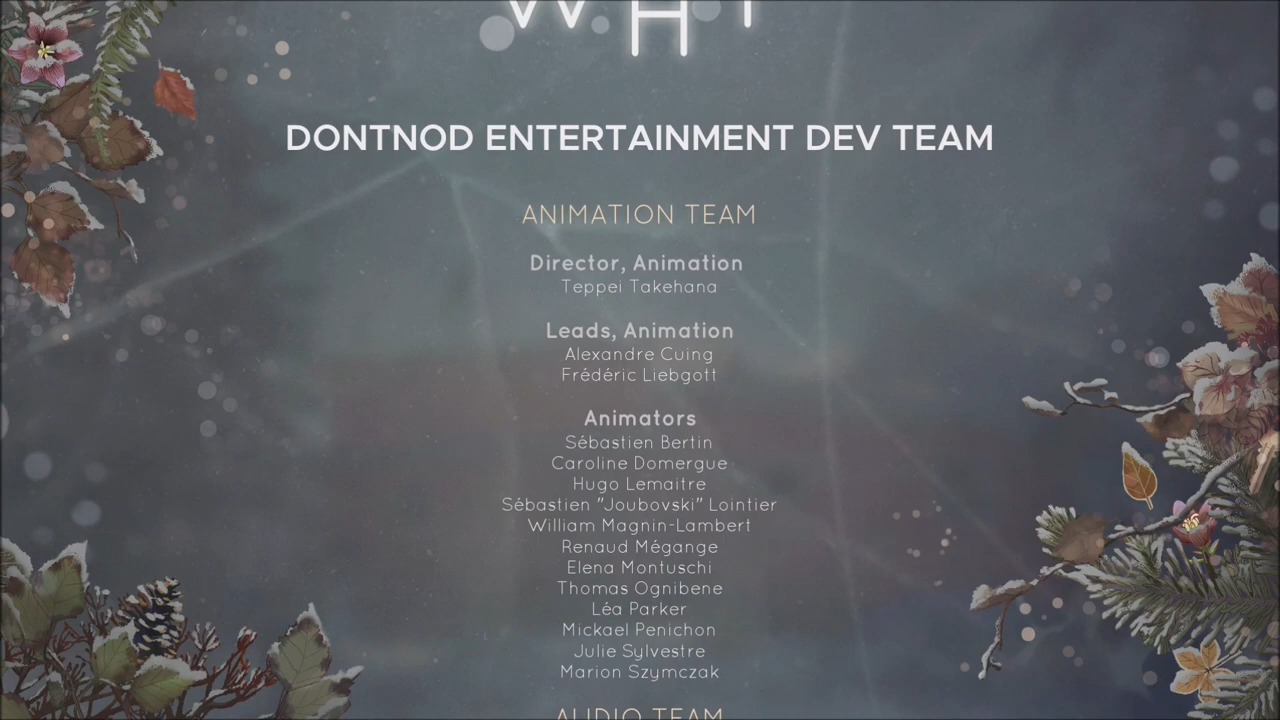 W H Y
DONTNOD ENTERTAINMENT DEV TEAM
ANIMATION TEAM
Director, Animation
Teppei Takehana
Leads, Animation
Alexandre Cuing
Frédéric Liebgott
Animators
Sébastien Bertin
Caroline Domergue
Hugo Lemaitre
Sébastien "Joubovski" Lointier
William Magnin-Lambert
Renaud Mégange
Elena Montuschi
Thomas Ognibene
Léa Parker
Mickael Penichon
Julie Sylvestre
Marion Szymczak
AUDIO TEAM